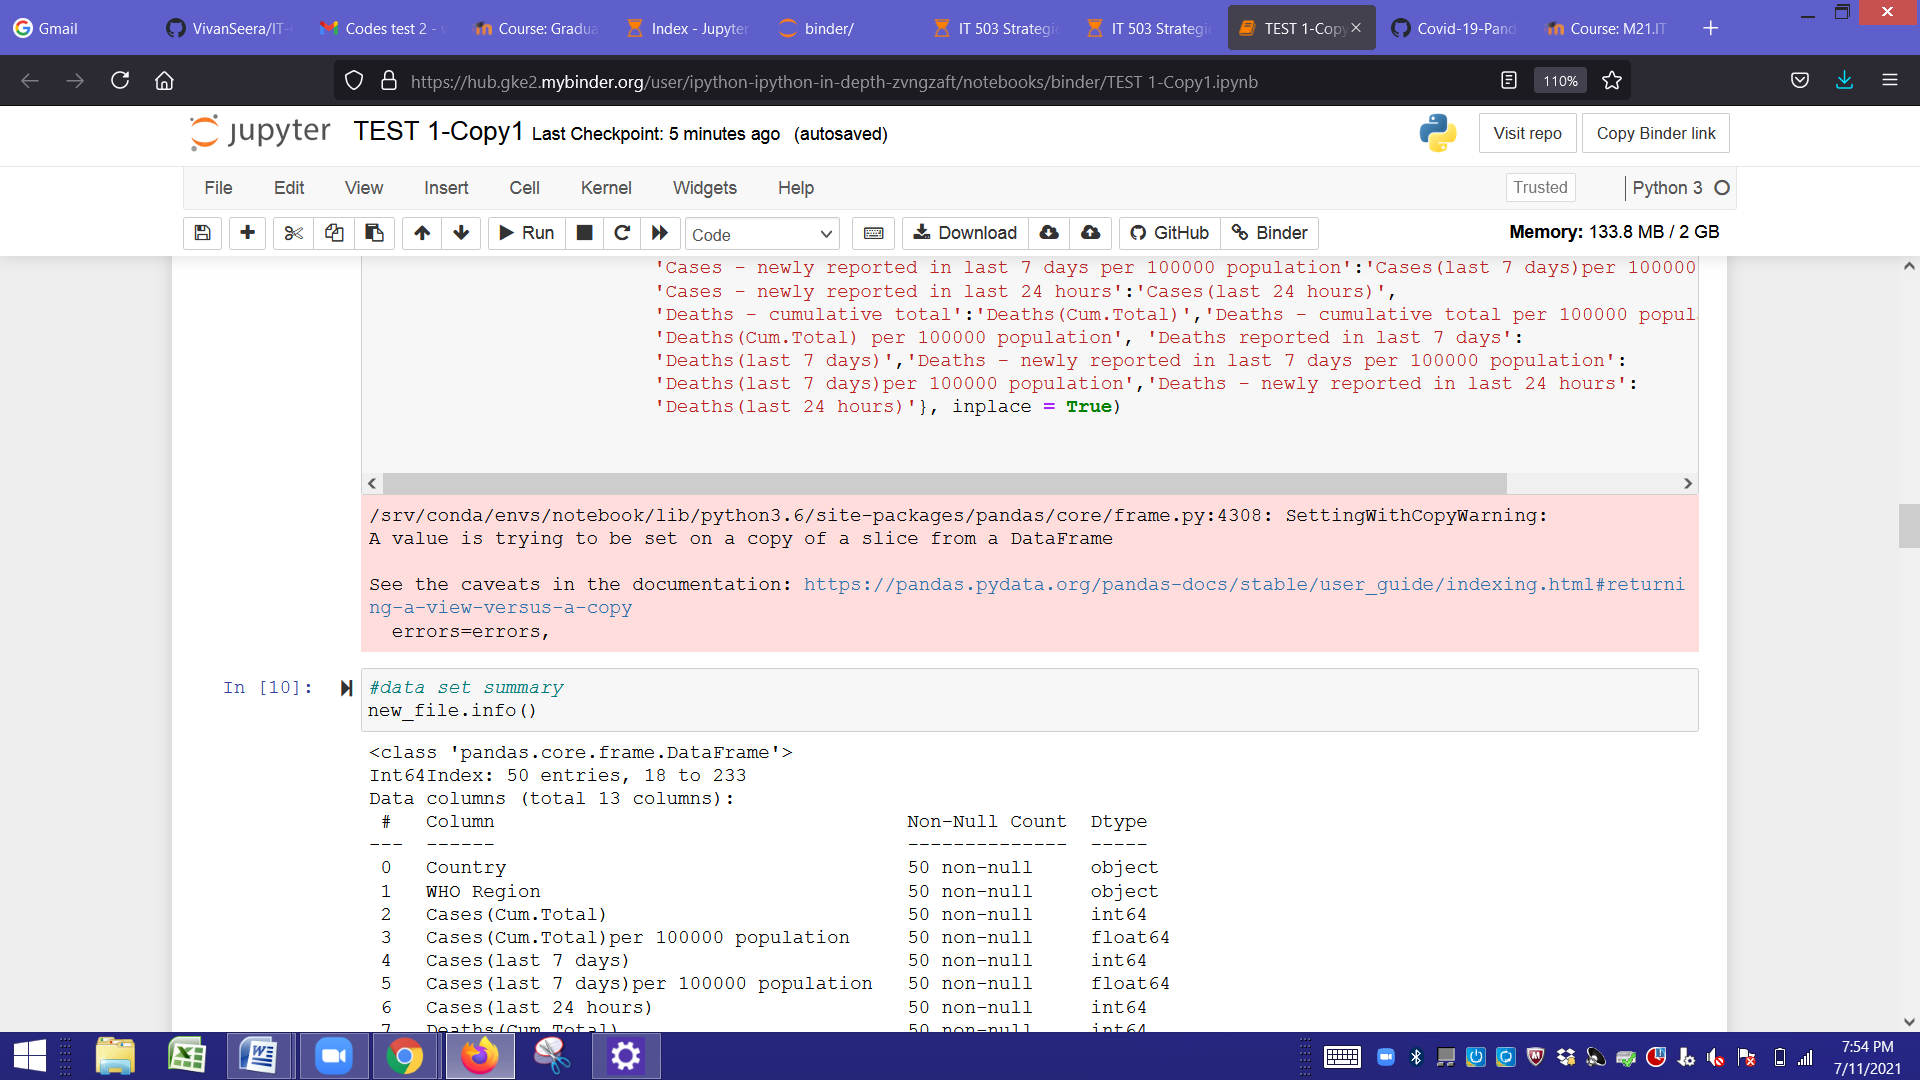 Gmail
VivanSeera/IT-
Codes test 2 -
Course: Gradua
Index - Jupyter
binder/
IT 503 Strategi
IT 503 Strategi
TEST 1-Copy
Covid-19-Pand
Course: M21.IT
https://hub.gke2.mybinder.org/user/ipython-ipython-in-depth-zvngzaft/notebooks/binder/TEST 1-Copy1.ipynb
110%
jupyter TEST 1-Copy1 Last Checkpoint: 5 minutes ago (autosaved)
Visit repo
Copy Binder link
File Edit View Insert Cell Kernel Widgets Help
Trusted
Python 3
Run
Code
Download
GitHub
Binder
Memory: 133.8 MB / 2 GB
'Cases - newly reported in last 7 days per 100000 population':'Cases(last 7 days)per 100000
'Cases - newly reported in last 24 hours':'Cases(last 24 hours)',
'Deaths - cumulative total':'Deaths(Cum.Total)','Deaths - cumulative total per 100000 popul
'Deaths(Cum.Total) per 100000 population', 'Deaths reported in last 7 days':
'Deaths(last 7 days)','Deaths - newly reported in last 7 days per 100000 population':
'Deaths(last 7 days)per 100000 population','Deaths - newly reported in last 24 hours':
'Deaths(last 24 hours)'}, inplace = True)
/srv/conda/envs/notebook/lib/python3.6/site-packages/pandas/core/frame.py:4308: SettingWithCopyWarning:
A value is trying to be set on a copy of a slice from a DataFrame
See the caveats in the documentation: https://pandas.pydata.org/pandas-docs/stable/user_guide/indexing.html#returni
ng-a-view-versus-a-copy
errors=errors,
In [10]:
#data set summary
new_file.info()
<class 'pandas.core.frame.DataFrame'>
Int64Index: 50 entries, 18 to 233
Data columns (total 13 columns):
# Column Non-Null Count Dtype
--- ------ -------------- -----
0 Country 50 non-null object
1 WHO Region 50 non-null object
2 Cases(Cum.Total) 50 non-null int64
3 Cases(Cum.Total)per 100000 population 50 non-null float64
4 Cases(last 7 days) 50 non-null int64
5 Cases(last 7 days)per 100000 population 50 non-null float64
6 Cases(last 24 hours) 50 non-null int64
7 Deaths(Cum.Total) 50 non-null int64
7:54 PM
7/11/2021